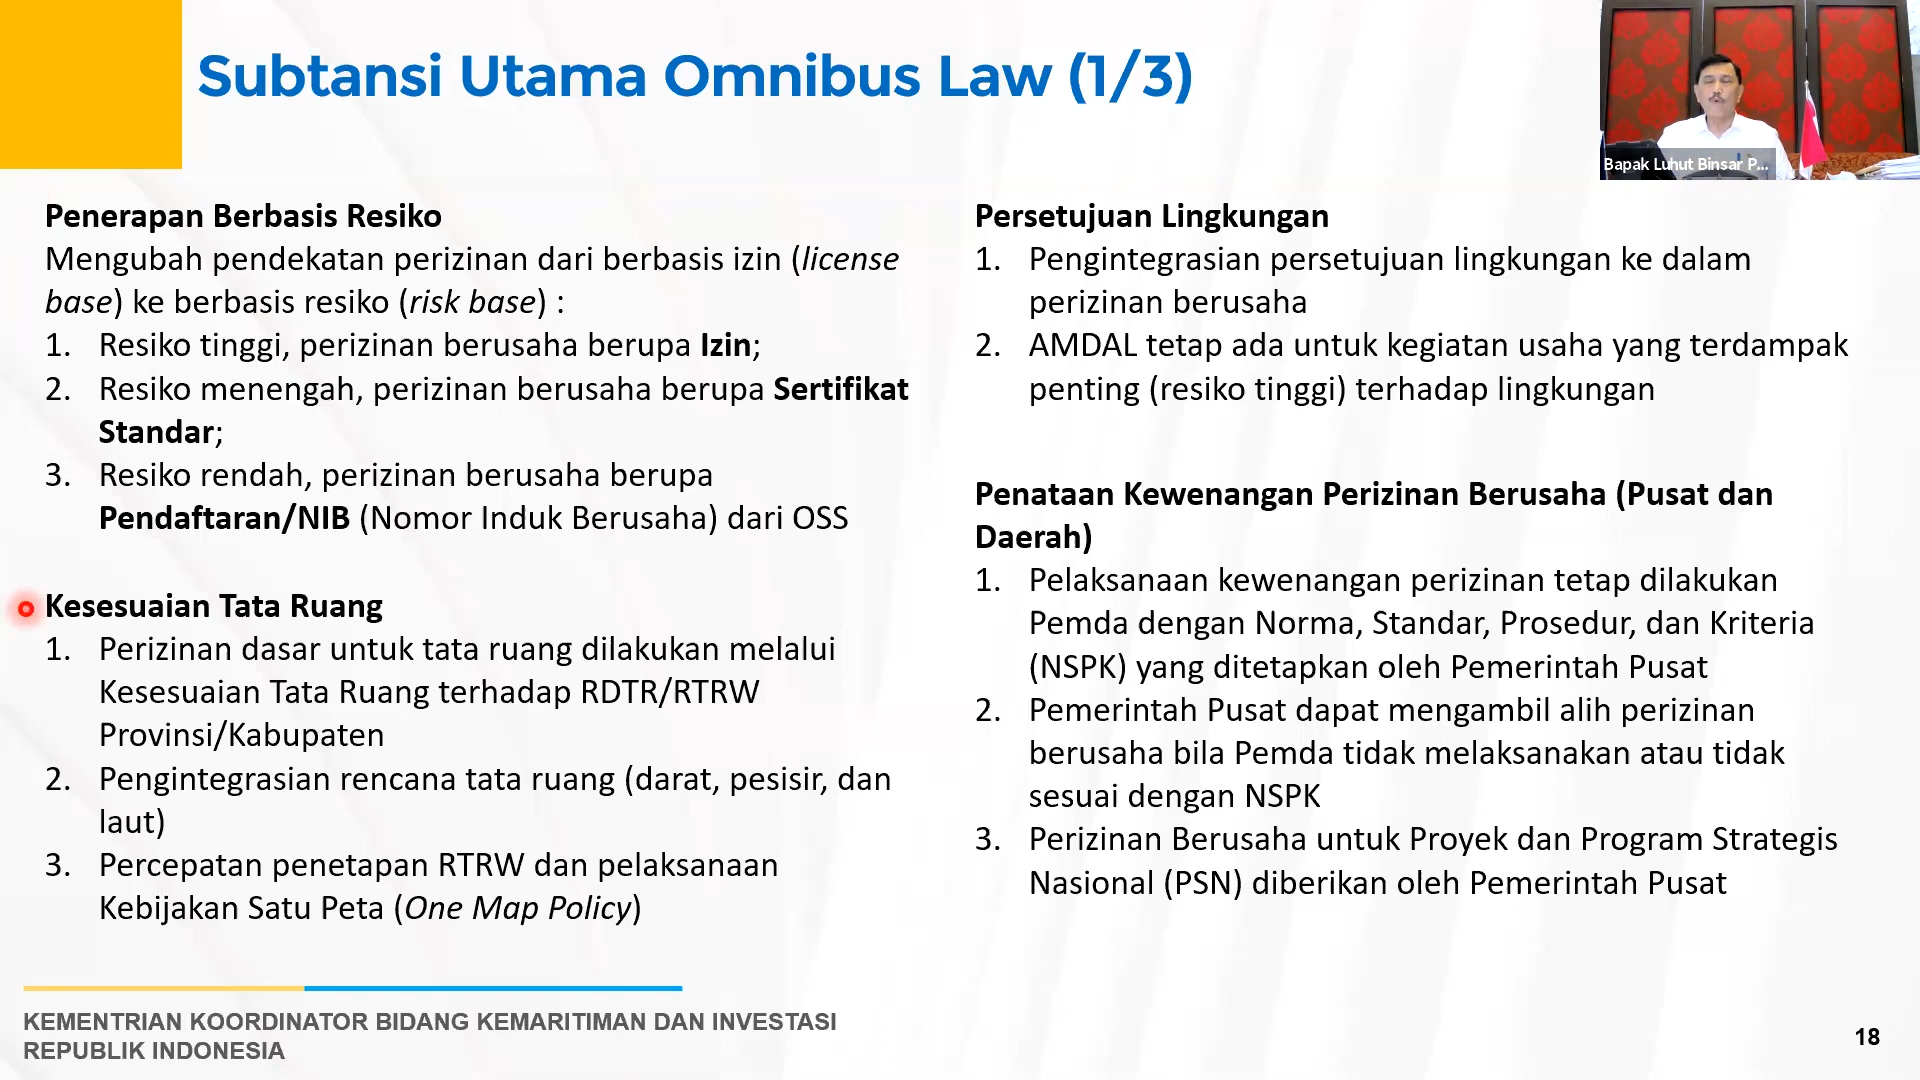 Subtansi Utama Omnibus Law (1/3)
Bapak Luhut Binsar P...
Penerapan Berbasis Resiko
Mengubah pendekatan perizinan dari berbasis izin (license
base) ke berbasis resiko (risk base) :
1. Resiko tinggi, perizinan berusaha berupa Izin;
2. Resiko menengah, perizinan berusaha berupa Sertifikat
Standar;
3. Resiko rendah, perizinan berusaha berupa
Pendaftaran/NIB (Nomor Induk Berusaha) dari OSS
Kesesuaian Tata Ruang
1. Perizinan dasar untuk tata ruang dilakukan melalui
Kesesuaian Tata Ruang terhadap RDTR/RTRW
Provinsi/Kabupaten
2. Pengintegrasian rencana tata ruang (darat, pesisir, dan
laut)
3. Percepatan penetapan RTRW dan pelaksanaan
Kebijakan Satu Peta (One Map Policy)
Persetujuan Lingkungan
1. Pengintegrasian persetujuan lingkungan ke dalam
perizinan berusaha
2. AMDAL tetap ada untuk kegiatan usaha yang terdampak
penting (resiko tinggi) terhadap lingkungan
Penataan Kewenangan Perizinan Berusaha (Pusat dan
Daerah)
1. Pelaksanaan kewenangan perizinan tetap dilakukan
Pemda dengan Norma, Standar, Prosedur, dan Kriteria
(NSPK) yang ditetapkan oleh Pemerintah Pusat
2. Pemerintah Pusat dapat mengambil alih perizinan
berusaha bila Pemda tidak melaksanakan atau tidak
sesuai dengan NSPK
3. Perizinan Berusaha untuk Proyek dan Program Strategis
Nasional (PSN) diberikan oleh Pemerintah Pusat
KEMENTRIAN KOORDINATOR BIDANG KEMARITIMAN DAN INVESTASI
REPUBLIK INDONESIA
18